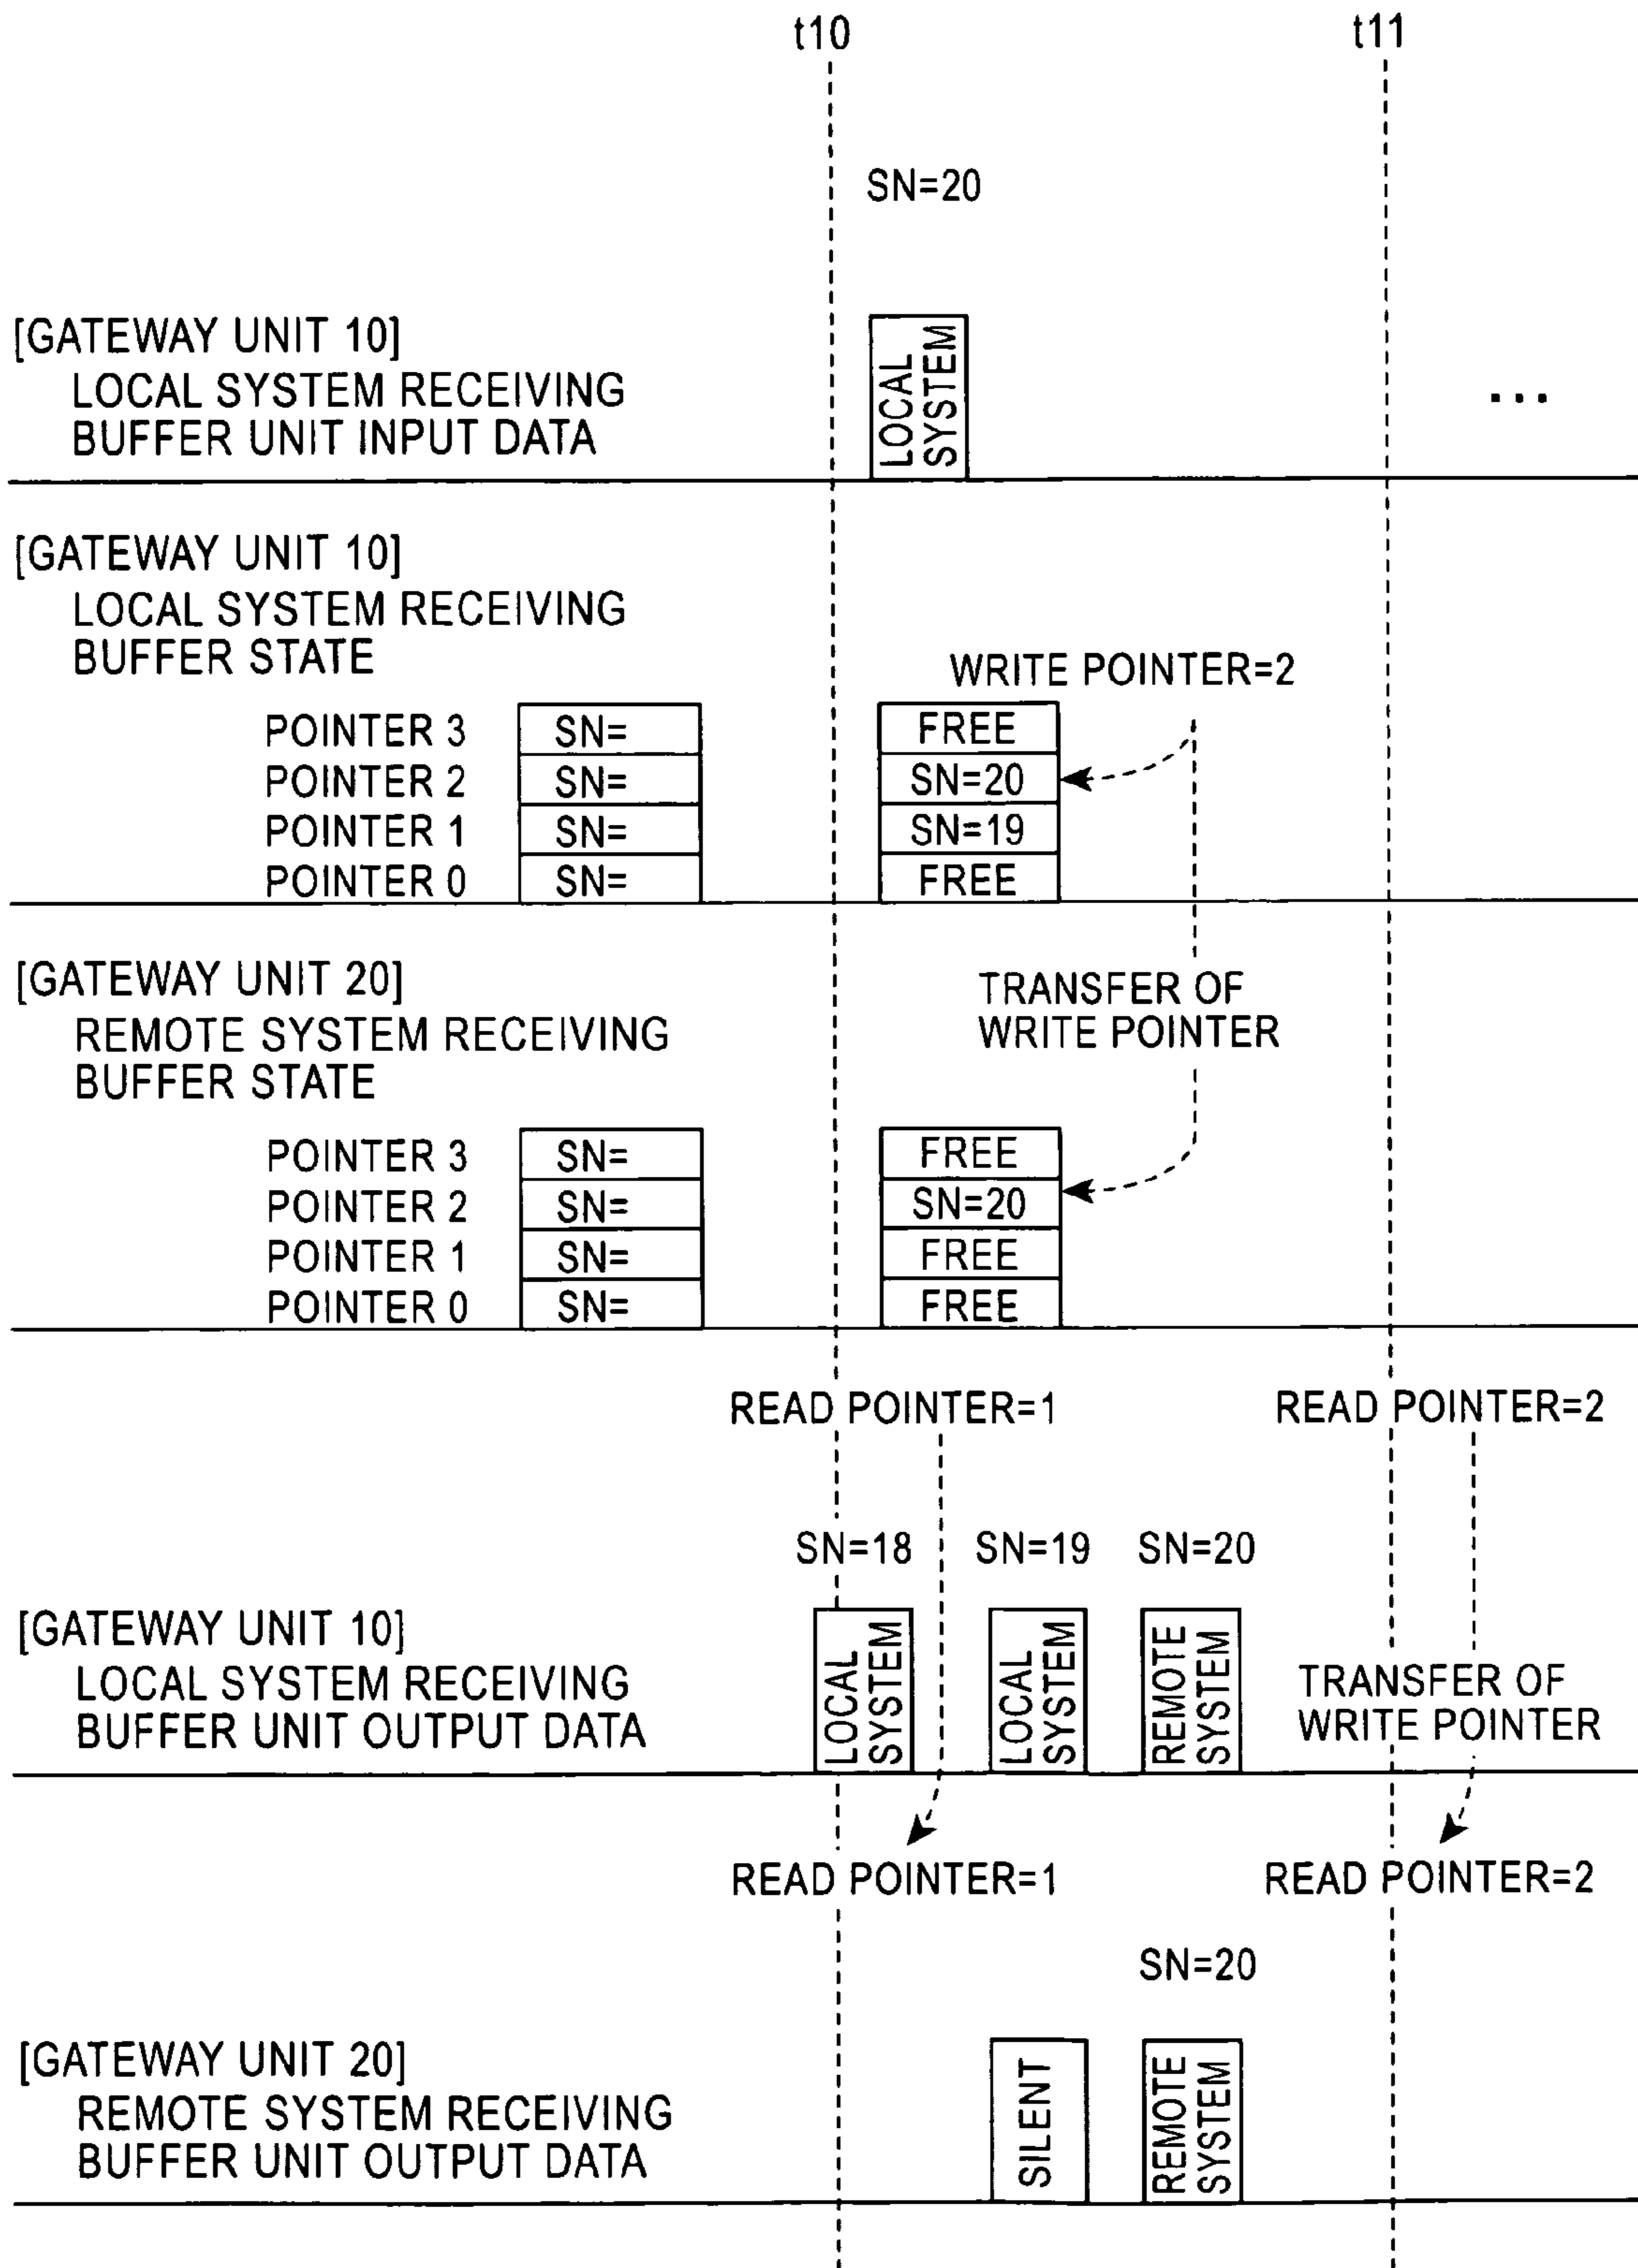 t10 t11
SN=20
[GATEWAY UNIT 10]
LOCAL SYSTEM RECEIVING
BUFFER UNIT INPUT DATA
LOCAL
SYSTEM
...
[GATEWAY UNIT 10]
LOCAL SYSTEM RECEIVING
BUFFER STATE
WRITE POINTER=2
POINTER 3 SN= FREE
POINTER 2 SN= SN=20
POINTER 1 SN= SN=19
POINTER 0 SN= FREE
[GATEWAY UNIT 20]
REMOTE SYSTEM RECEIVING
BUFFER STATE
TRANSFER OF
WRITE POINTER
POINTER 3 SN= FREE
POINTER 2 SN= SN=20
POINTER 1 SN= FREE
POINTER 0 SN= FREE
READ POINTER=1 READ POINTER=2
SN=18 SN=19 SN=20
[GATEWAY UNIT 10]
LOCAL SYSTEM RECEIVING
BUFFER UNIT OUTPUT DATA
LOCAL
SYSTEM
LOCAL
SYSTEM
REMOTE
SYSTEM
TRANSFER OF
WRITE POINTER
READ POINTER=1 READ POINTER=2
SN=20
[GATEWAY UNIT 20]
REMOTE SYSTEM RECEIVING
BUFFER UNIT OUTPUT DATA
SILENT
REMOTE
SYSTEM